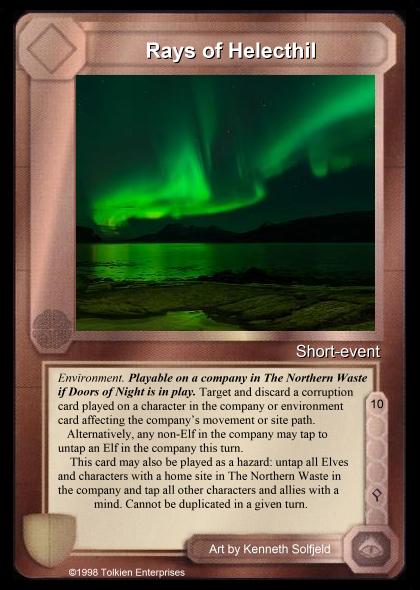 Rays of Helecthil
Short-event
Environment. Playable on a company in The Northern Waste
if Doors of Night is in play. Target and discard a corruption
card played on a character in the company or environment
card affecting the company's movement or site path.
Alternatively, any non-Elf in the company may tap to
untap an Elf in the company this turn.
This card may also be played as a hazard: untap all Elves
and characters with a home site in The Northern Waste in
the company and tap all other characters and allies with a
mind. Cannot be duplicated in a given turn.
10
Art by Kenneth Solfjeld
©1998 Tolkien Enterprises